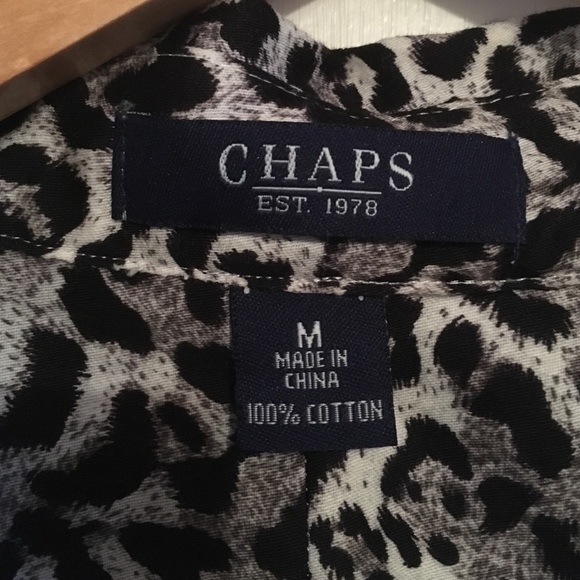 CHAPS
EST. 1978
M
MADE IN
CHINA
100% COTTON